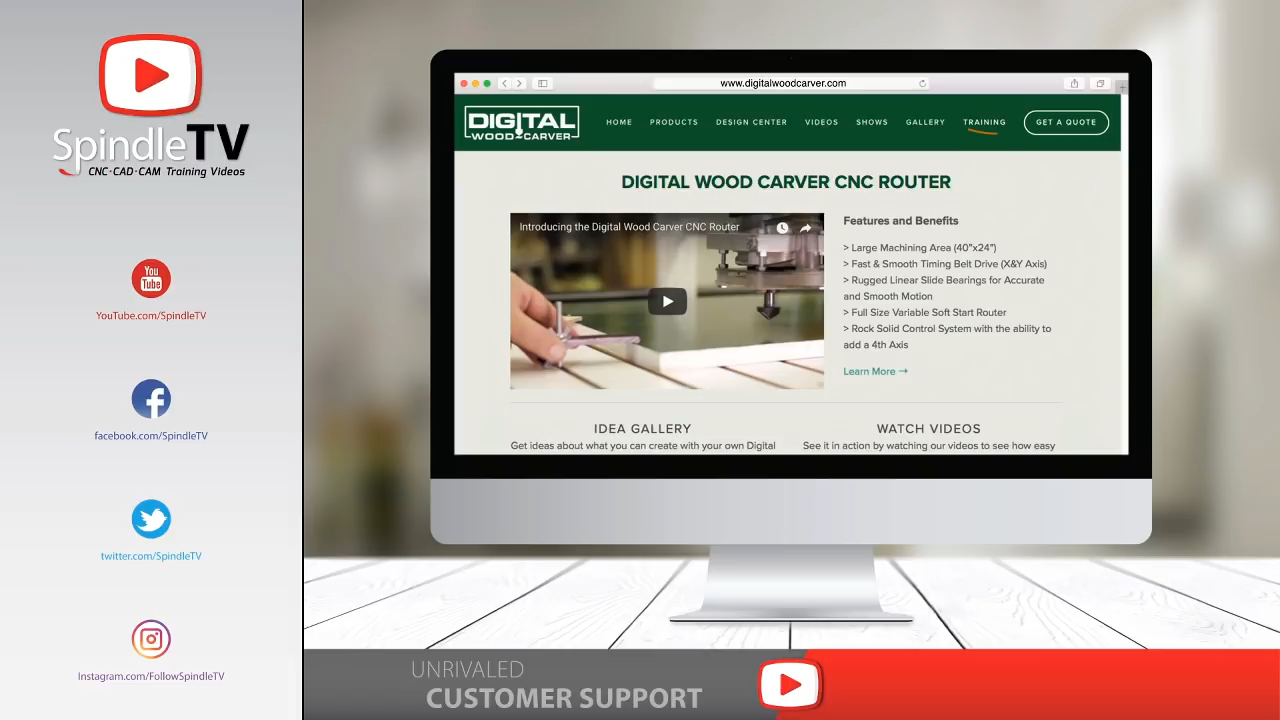 SpindleTV
CNC·CAD·CAM Training Videos
You
Tube
YouTube.com/SpindleTV
facebook.com/SpindleTV
twitter.com/SpindleTV
Instagram.com/FollowSpindleTV
www.digitalwoodcarver.com
DIGITAL
WOOD CARVER
HOME PRODUCTS DESIGN CENTER VIDEOS SHOWS GALLERY TRAINING GET A QUOTE
DIGITAL WOOD CARVER CNC ROUTER
Introducing the Digital Wood Carver CNC Router
Features and Benefits
> Large Machining Area (40"x24")
> Fast & Smooth Timing Belt Drive (X&Y Axis)
> Rugged Linear Slide Bearings for Accurate
and Smooth Motion
> Full Size Variable Soft Start Router
> Rock Solid Control System with the ability to
add a 4th Axis
Learn More →
IDEA GALLERY
Get ideas about what you can create with your own Digital
WATCH VIDEOS
See it in action by watching our videos to see how easy
UNRIVALED
CUSTOMER SUPPORT